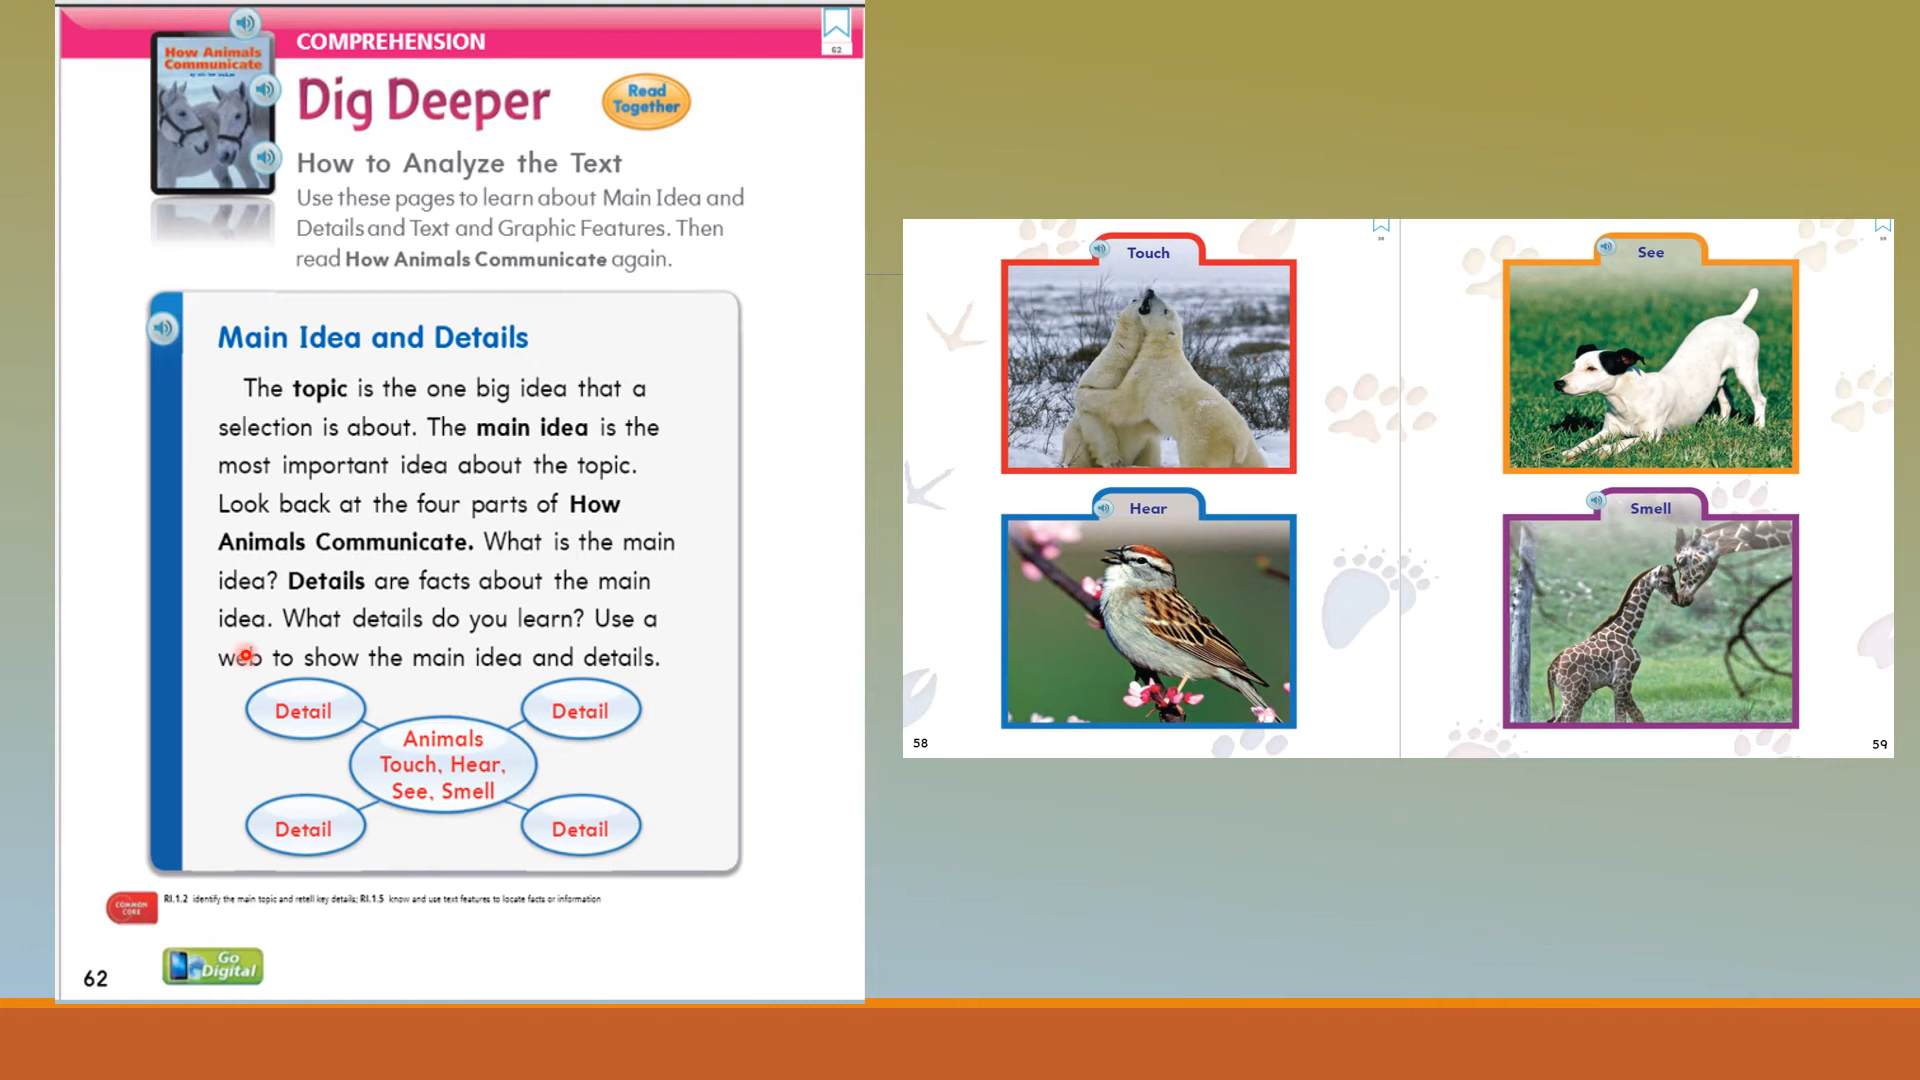 COMPREHENSION
62
How Animals
Communicate
Dig Deeper
Read
Together
How to Analyze the Text
Use these pages to learn about Main Idea and
Details and Text and Graphic Features. Then
read How Animals Communicate again.
Main Idea and Details
The topic is the one big idea that a
selection is about. The main idea is the
most important idea about the topic.
Look back at the four parts of How
Animals Communicate. What is the main
idea? Details are facts about the main
idea. What details do you learn? Use a
web to show the main idea and details.
Detail
Detail
Animals
Touch, Hear,
See, Smell
Detail
Detail
COMMON
CORE
RI.1.2 identify the main topic and retell key details; RI.1.5 know and use text features to locate facts or information
Go
Digital
62
Touch
58
See
59
Hear
Smell
58
59